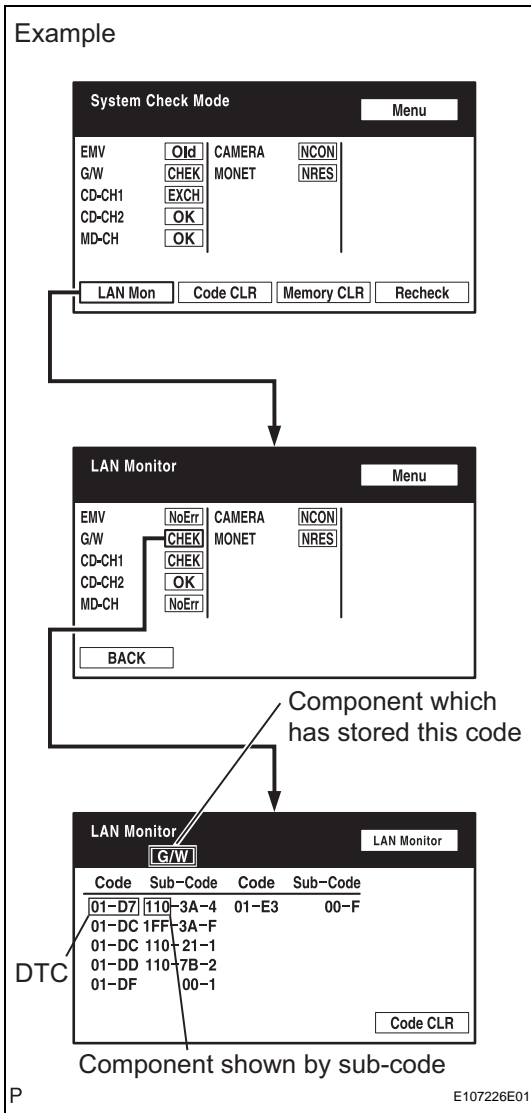 Example
System Check Mode Menu
EMV Old CAMERA NCON
G/W CHEK MONET NRES
CD-CH1 EXCH
CD-CH2 OK
MD-CH OK
LAN Mon Code CLR Memory CLR Recheck
LAN Monitor Menu
EMV NoErr CAMERA NCON
G/W CHEK MONET NRES
CD-CH1 CHEK
CD-CH2 OK
MD-CH NoErr
BACK
Component which
has stored this code
LAN Monitor LAN Monitor
G/W
Code Sub-Code Code Sub-Code
01-D7 110-3A-4 01-E3 00-F
01-DC 1FF-3A-F
01-DC 110-21-1
01-DD 110-7B-2
DTC 01-DF 00-1
Code CLR
Component shown by sub-code
P E107226E01